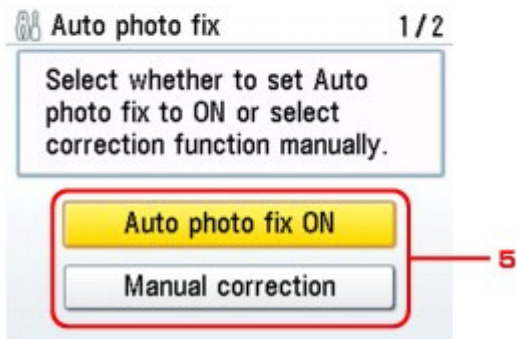 Auto photo fix 1/2
Select whether to set Auto
photo fix to ON or select
correction function manually.
Auto photo fix ON
5
Manual correction